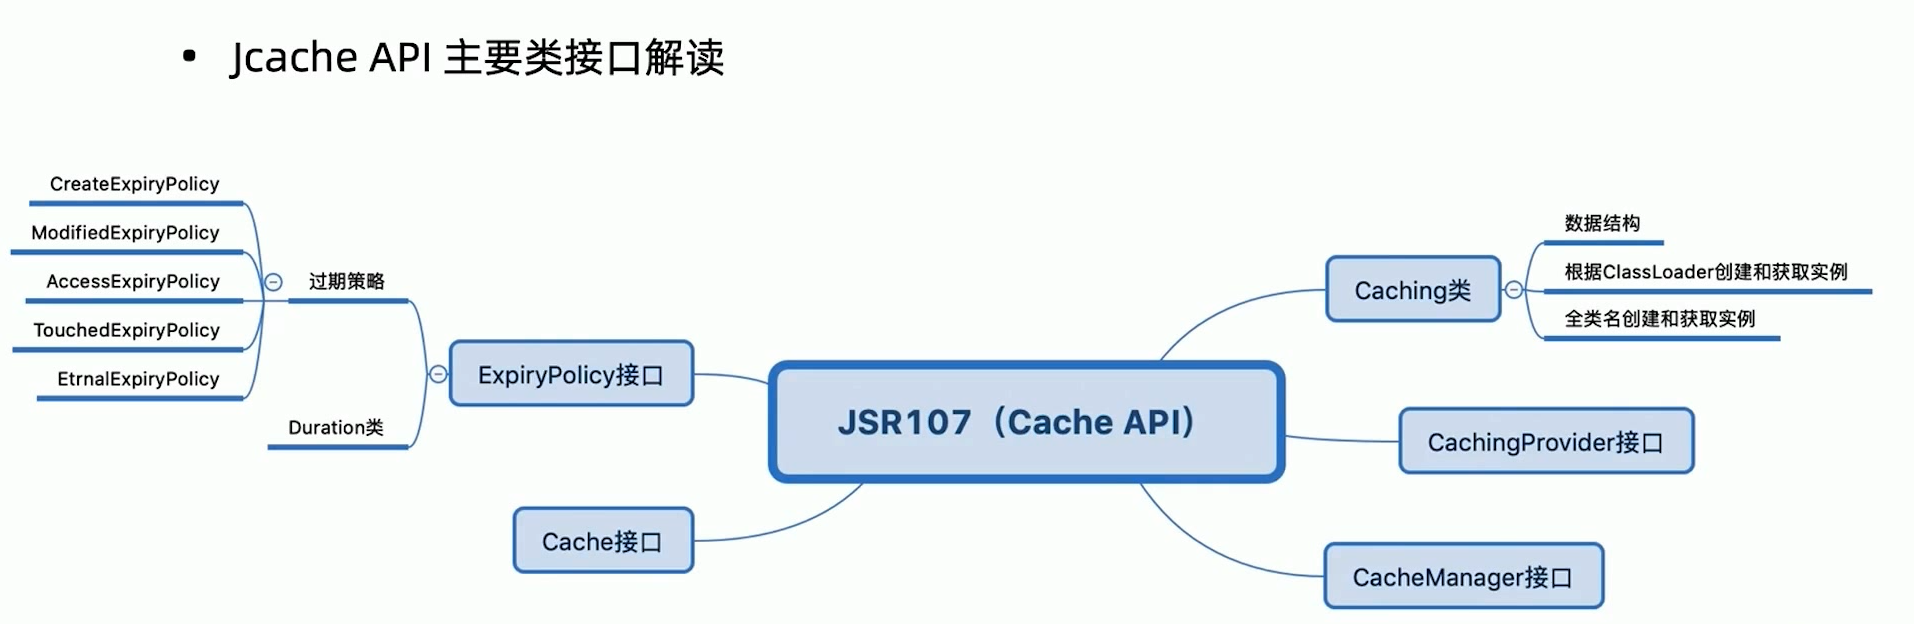 • Jcache API 主要类接口解读
CreateExpiryPolicy
ModifiedExpiryPolicy
AccessExpiryPolicy
TouchedExpiryPolicy
EtrnalExpiryPolicy
过期策略
Duration类
ExpiryPolicy接口
Cache接口
JSR107（Cache API）
Caching类
数据结构
根据ClassLoader创建和获取实例
全类名创建和获取实例
CachingProvider接口
CacheManager接口